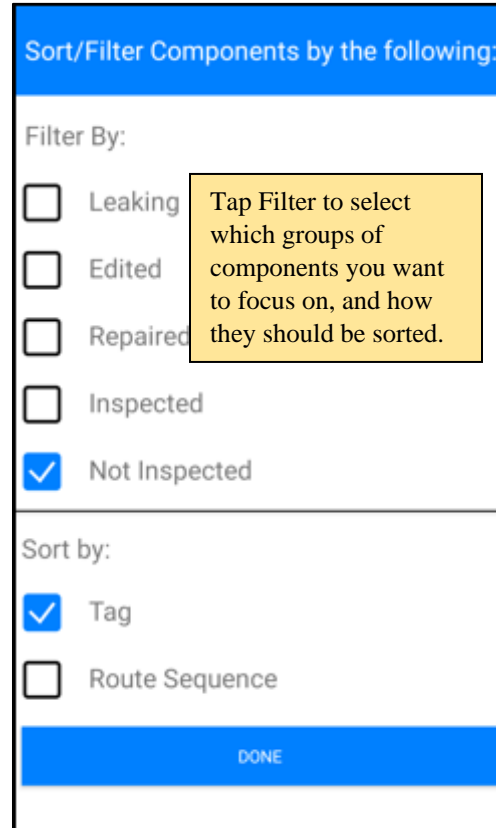 Sort/Filter Components by the following:
Filter By:
Leaking
Edited
Repaired
Inspected
Not Inspected
Tap Filter to select
which groups of
components you want
to focus on, and how
they should be sorted.
Sort by:
Tag
Route Sequence
DONE